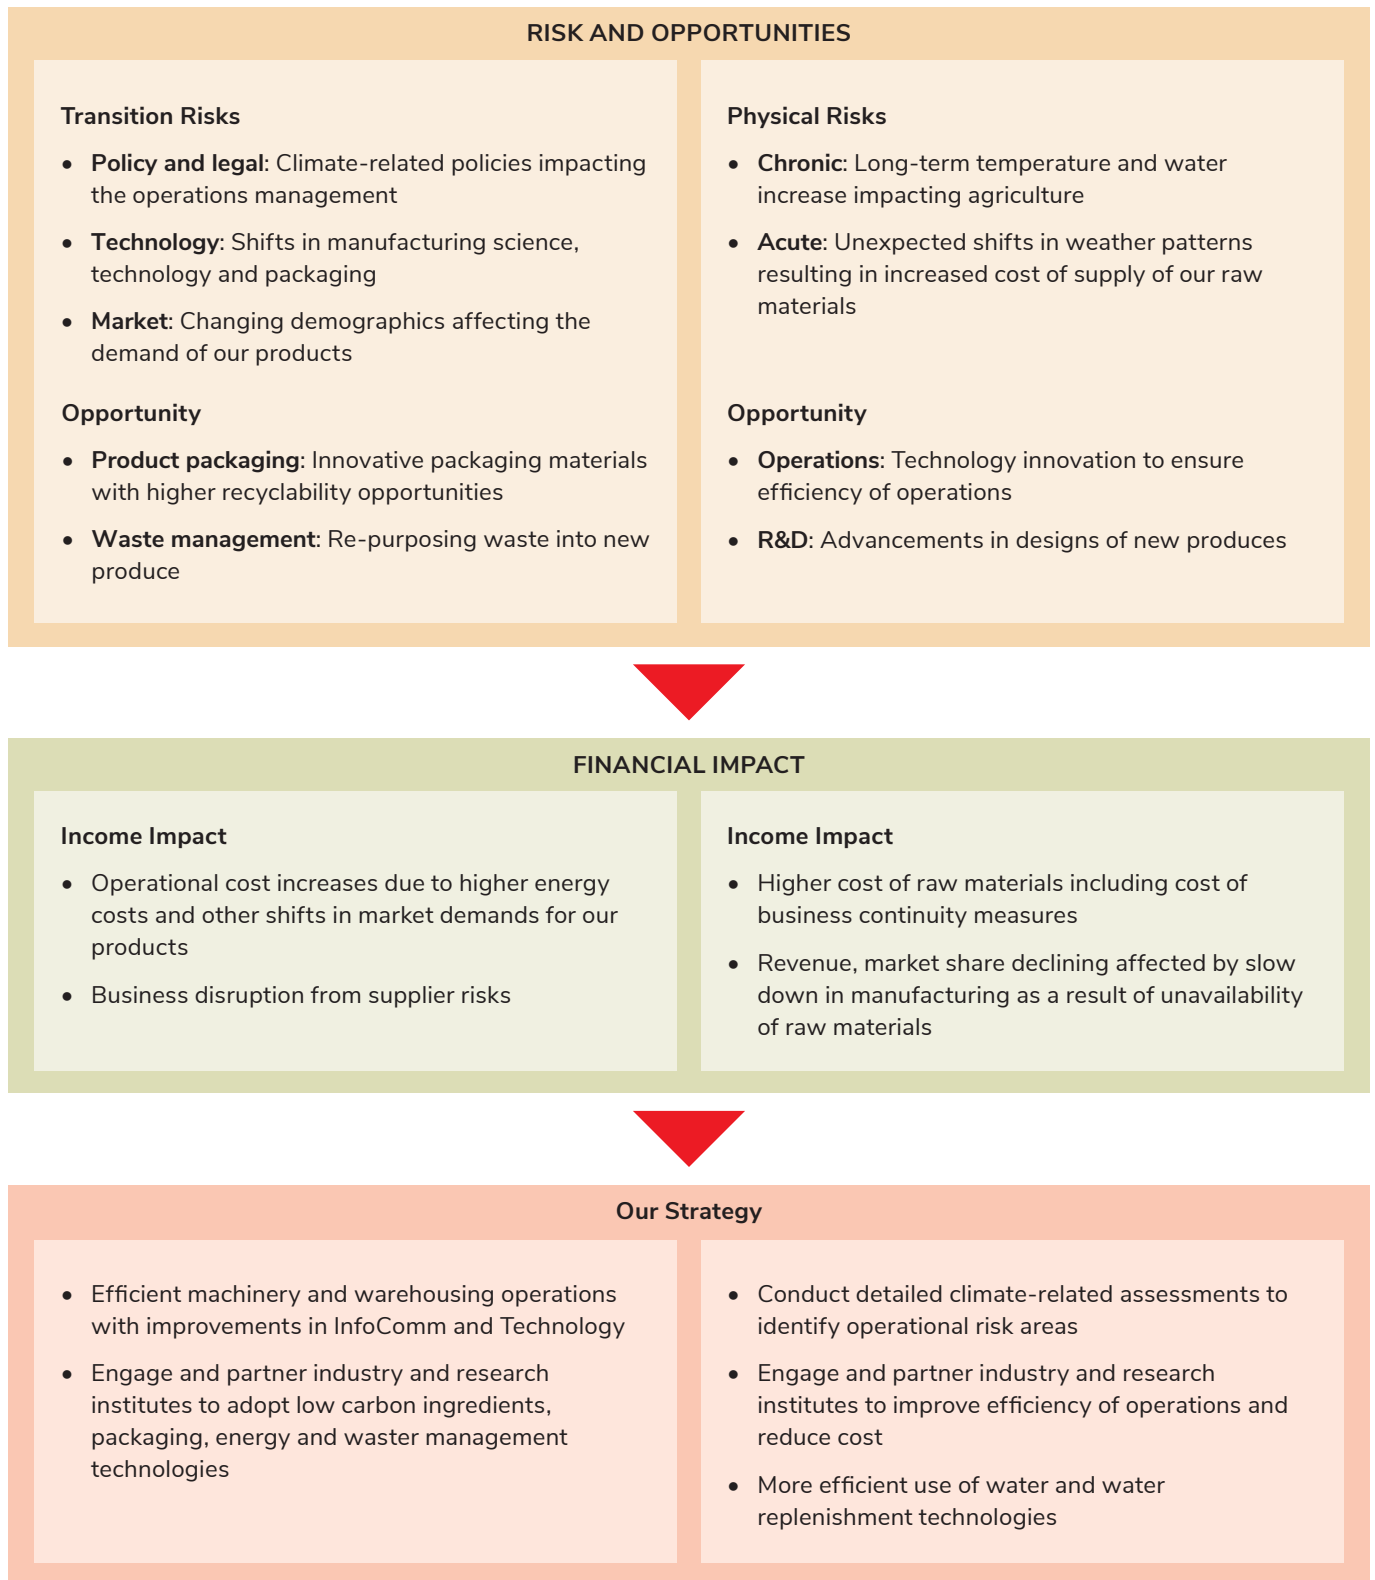 RISK AND OPPORTUNITIES
Transition Risks
• Policy and legal: Climate-related policies impacting
the operations management
• Technology: Shifts in manufacturing science,
technology and packaging
• Market: Changing demographics affecting the
demand of our products
Opportunity
• Product packaging: Innovative packaging materials
with higher recyclability opportunities
• Waste management: Re-purposing waste into new
produce
Physical Risks
• Chronic: Long-term temperature and water
increase impacting agriculture
• Acute: Unexpected shifts in weather patterns
resulting in increased cost of supply of our raw
materials
Opportunity
• Operations: Technology innovation to ensure
efficiency of operations
• R&D: Advancements in designs of new produces
FINANCIAL IMPACT
Income Impact
• Operational cost increases due to higher energy
costs and other shifts in market demands for our
products
• Business disruption from supplier risks
Income Impact
• Higher cost of raw materials including cost of
business continuity measures
• Revenue, market share declining affected by slow
down in manufacturing as a result of unavailability
of raw materials
Our Strategy
• Efficient machinery and warehousing operations
with improvements in InfoComm and Technology
• Engage and partner industry and research
institutes to adopt low carbon ingredients,
packaging, energy and waster management
technologies
• Conduct detailed climate-related assessments to
identify operational risk areas
• Engage and partner industry and research
institutes to improve efficiency of operations and
reduce cost
• More efficient use of water and water
replenishment technologies